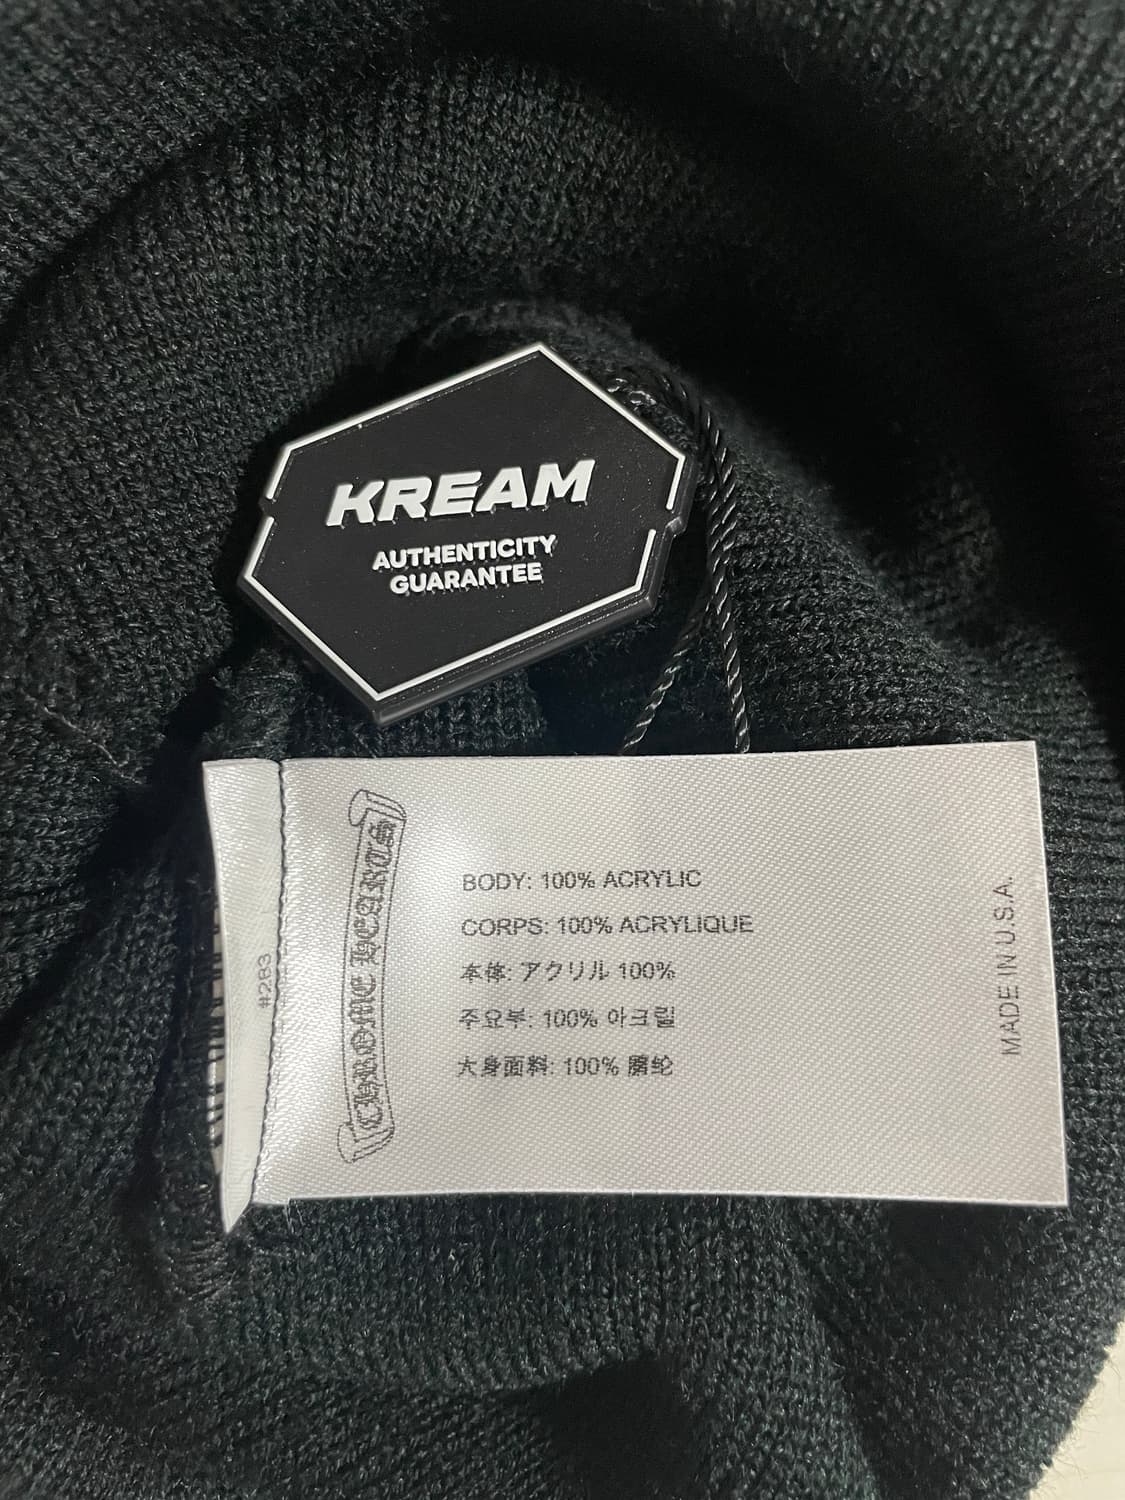 KREAM
AUTHENTICITY
GUARANTEE
#283
CHROME HEARTS
BODY: 100% ACRYLIC
CORPS: 100% ACRYLIQUE
本体: アクリル 100%
주요부: 100% 아크릴
大身面料: 100% 腈纶
MADE IN U.S.A.